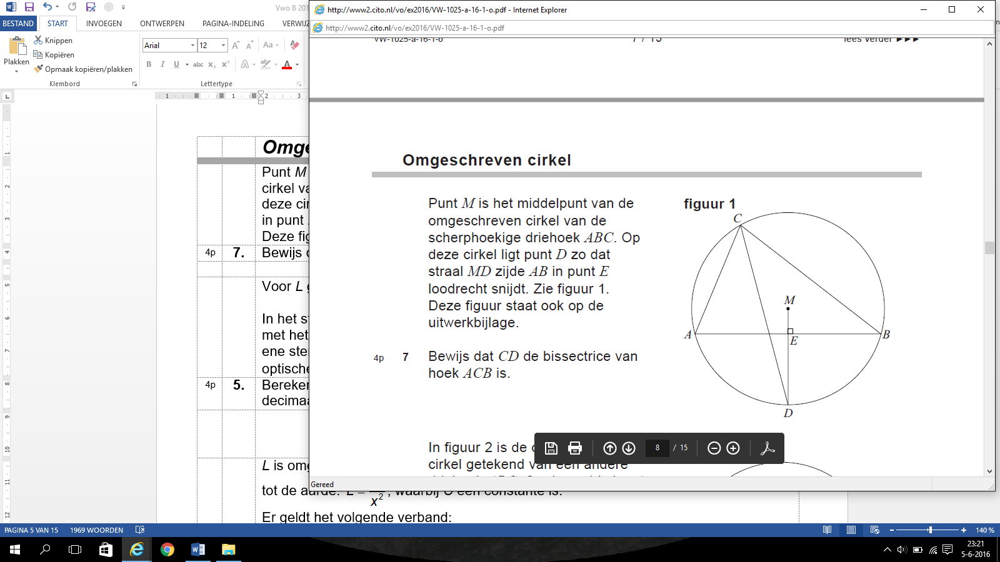 Vwo B 201
http://www2.cito.nl/vo/ex2016/VW-1025-a-16-1-o.pdf - Internet Explorer
BESTAND START INVOEGEN ONTWERPEN PAGINA-INDELING VERWIJZ
http://www2.cito.nl/vo/ex2016/VW-1025-a-16-1-o.pdf
Plakken
Knippen
Kopiëren
Opmaak kopiëren/plakken
Klembord
Arial 12
Lettertype
VW-1025-a-16-1-o 7 / 15 lees verder ►►►
Omge
Punt M
cirkel va
deze cir
in punt
Deze fig
4p 7. Bewijs d
Voor L g
In het st
met het
ene ste
optische
4p 5. Bereken
decimaa
L is omg
tot de aarde. L = x², waarbij C een constante is.
Er geldt het volgende verband:
Omgeschreven cirkel
Punt M is het middelpunt van de
omgeschreven cirkel van de
scherphoekige driehoek ABC. Op
deze cirkel ligt punt D zo dat
straal MD zijde AB in punt E
loodrecht snijdt. Zie figuur 1.
Deze figuur staat ook op de
uitwerkbijlage.
4p 7 Bewijs dat CD de bissectrice van
hoek ACB is.
figuur 1
C
M
A
E
B
D
In figuur 2 is de
cirkel getekend van een andere
8 / 15
Gereed
PAGINA 5 VAN 15 1969 WOORDEN 140 %
23:21
5-6-2016